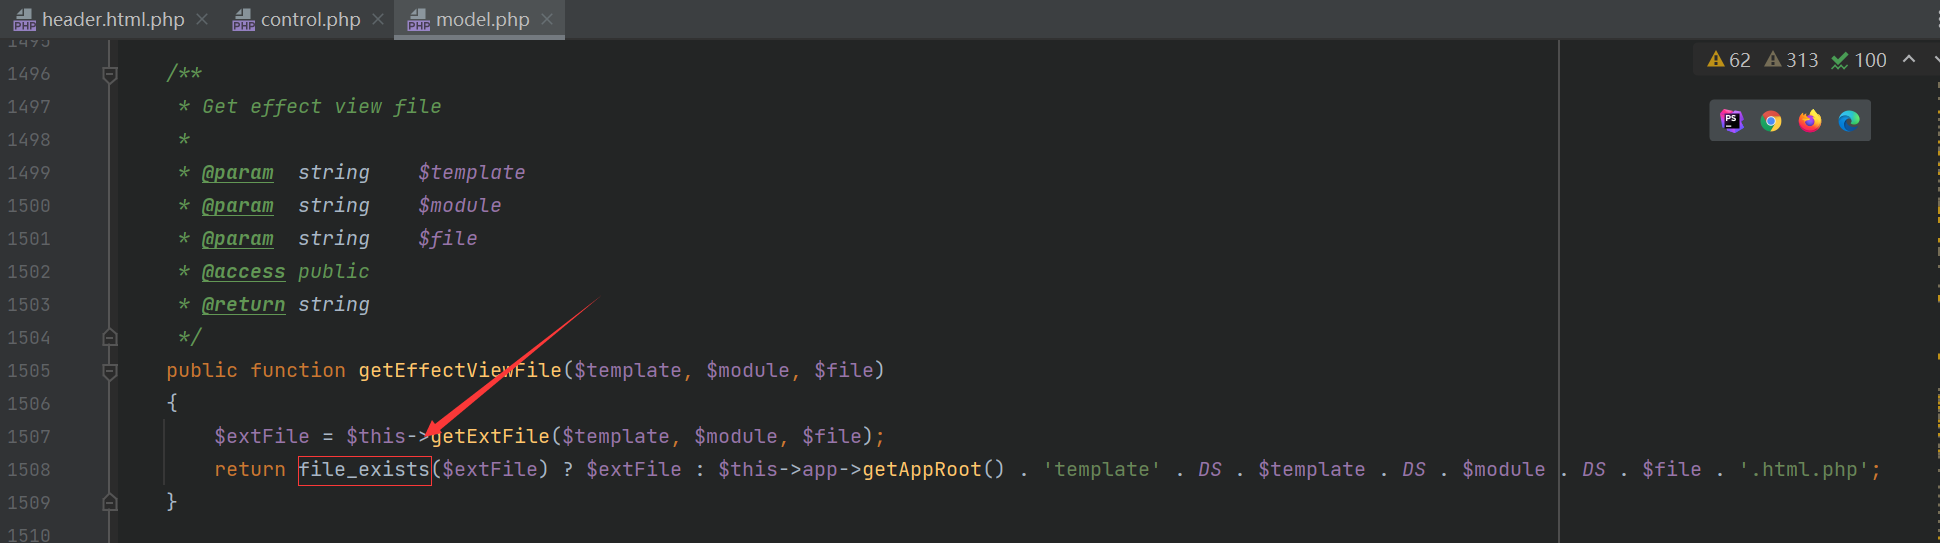 header.html.php control.php model.php
1495
1496 /** 62 313 100
1497 * Get effect view file
1498 *
1499 * @param string $template
1500 * @param string $module
1501 * @param string $file
1502 * @access public
1503 * @return string
1504 */
1505 public function getEffectViewFile($template, $module, $file)
1506 {
1507 $extFile = $this->getExtFile($template, $module, $file);
1508 return file_exists($extFile) ? $extFile : $this->app->getAppRoot() . 'template' . DS . $template . DS . $module . DS . $file . '.html.php';
1509 }
1510